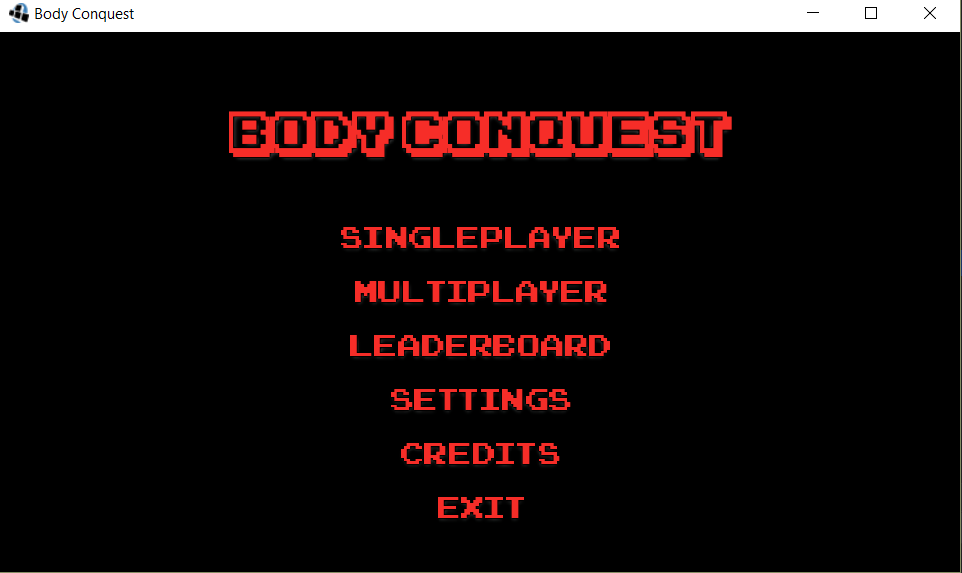 Body Conquest
BODY CONQUEST
SINGLEPLAYER
MULTIPLAYER
LEADERBOARD
SETTINGS
CREDITS
EXIT